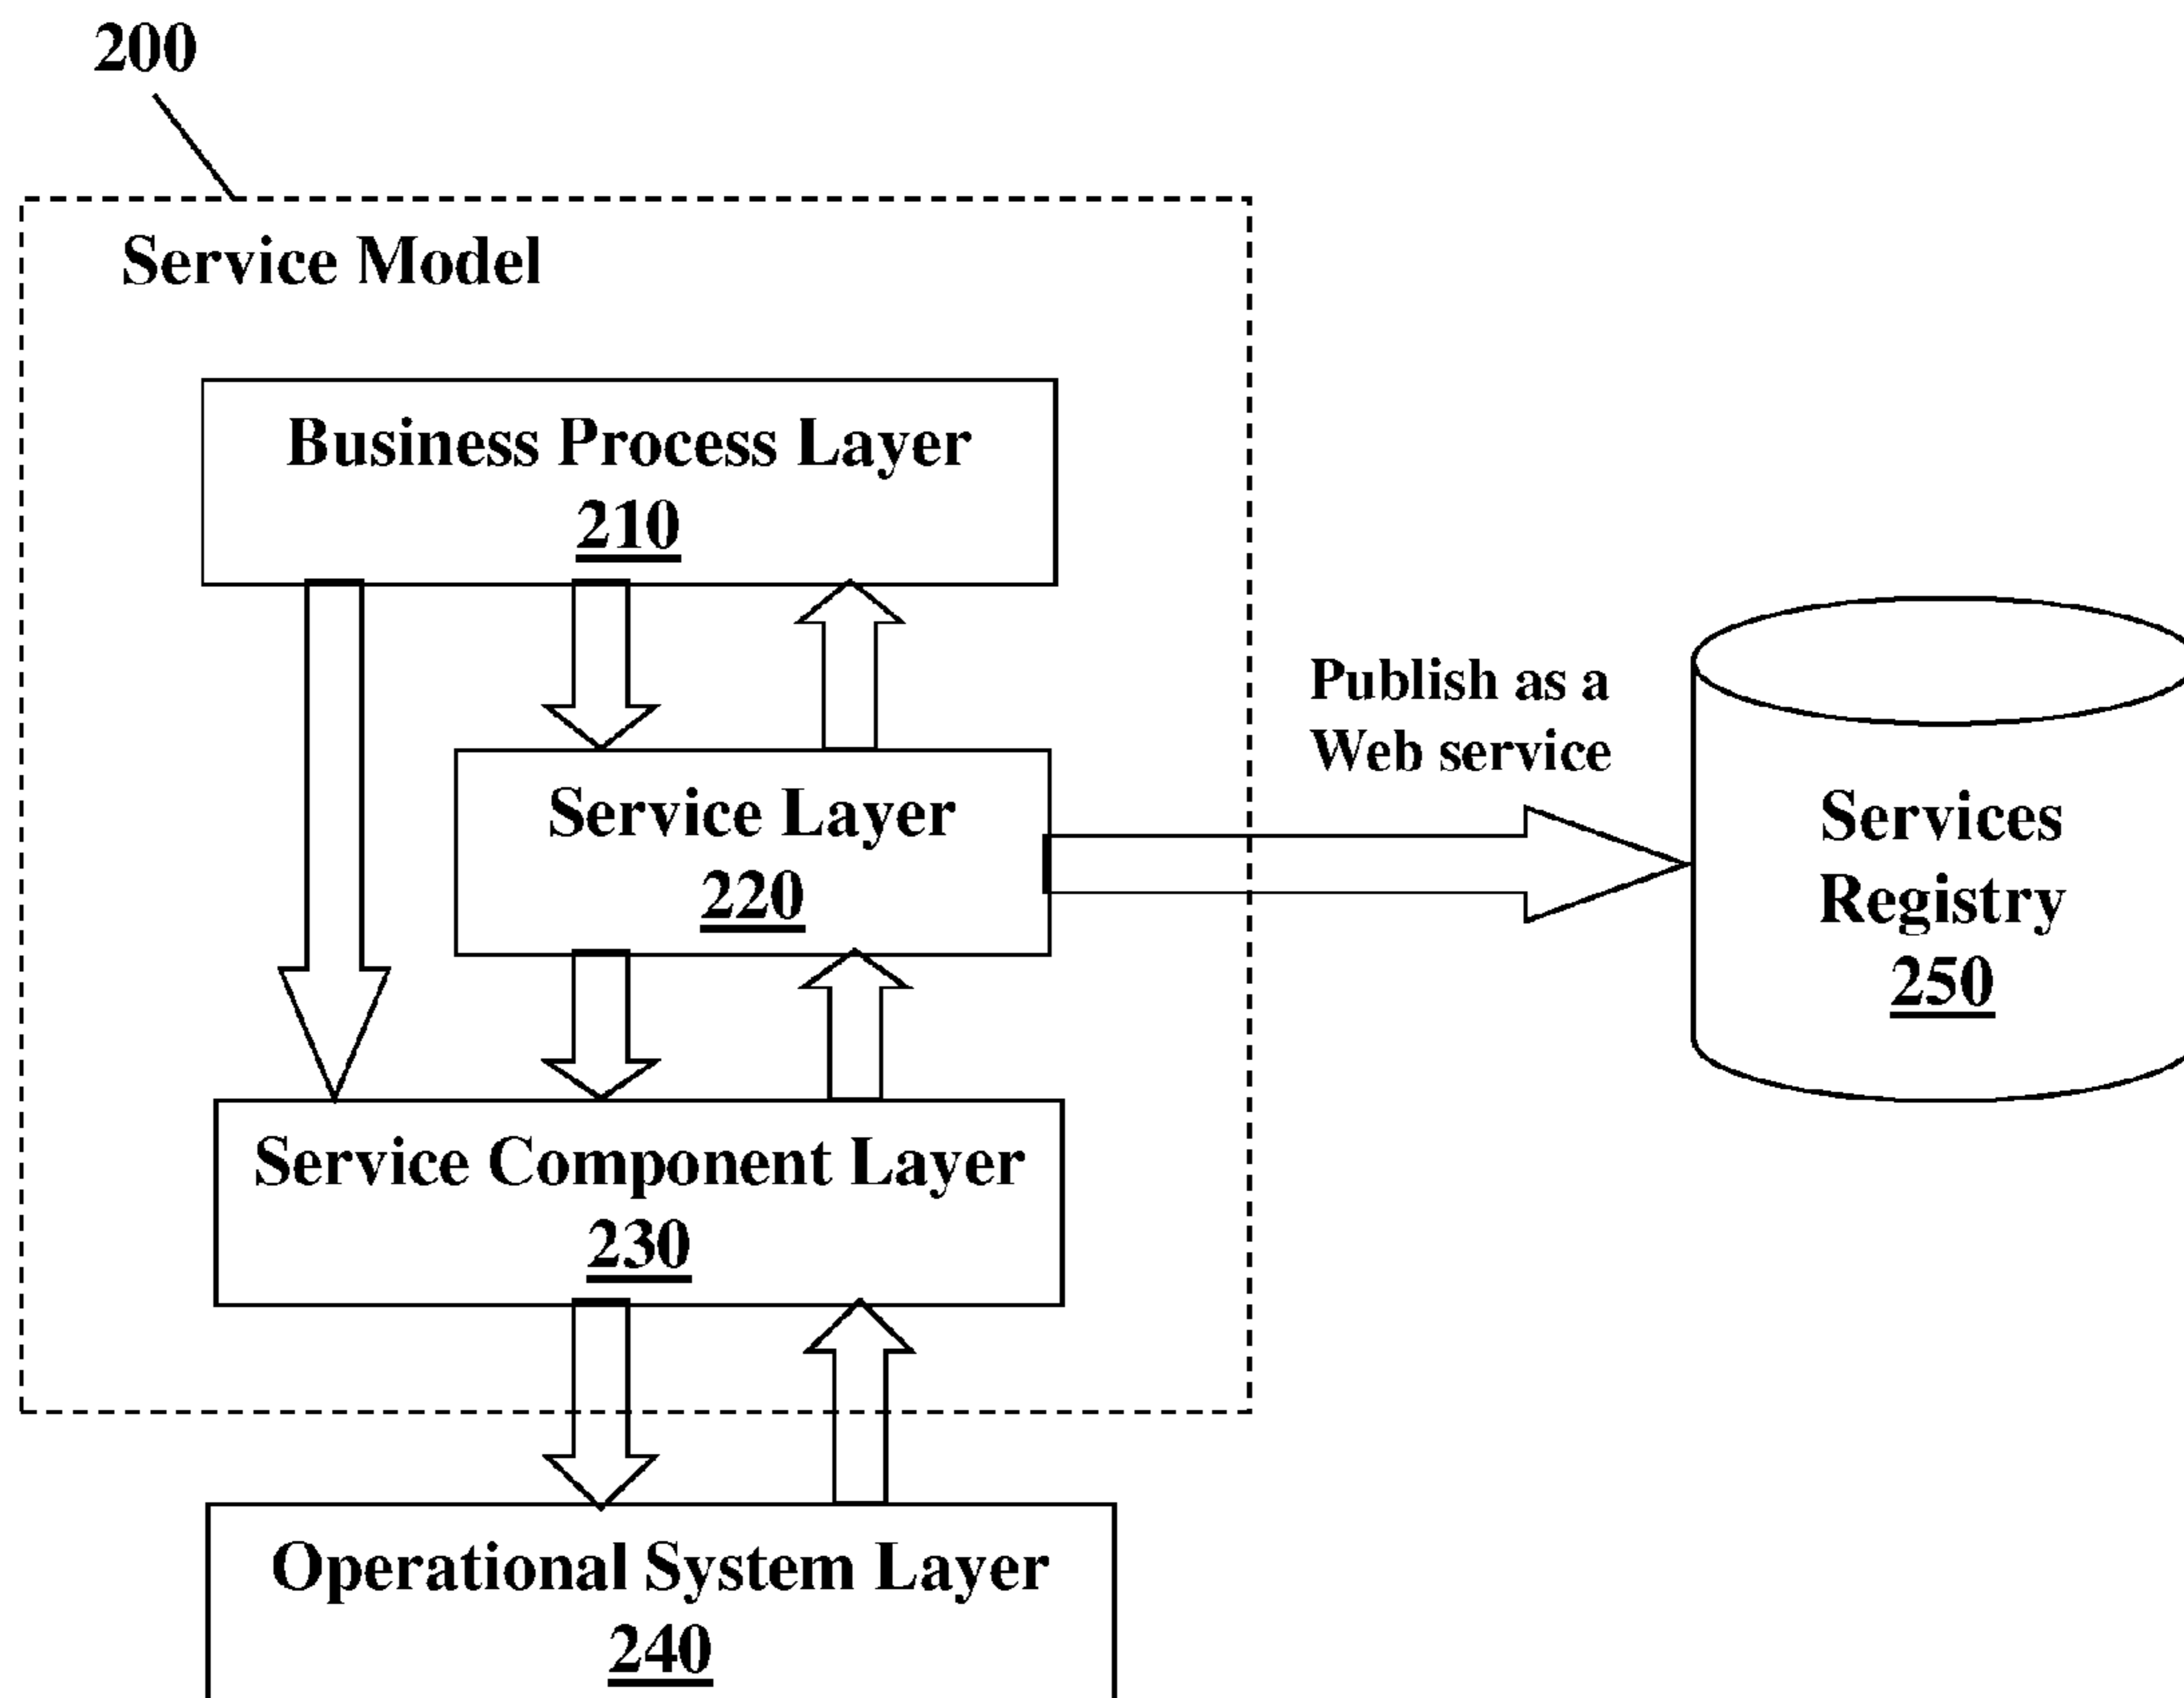 200
Service Model
Business Process Layer
210
Publish as a
Web service
Service Layer
220
Services
Registry
250
Service Component Layer
230
Operational System Layer
240